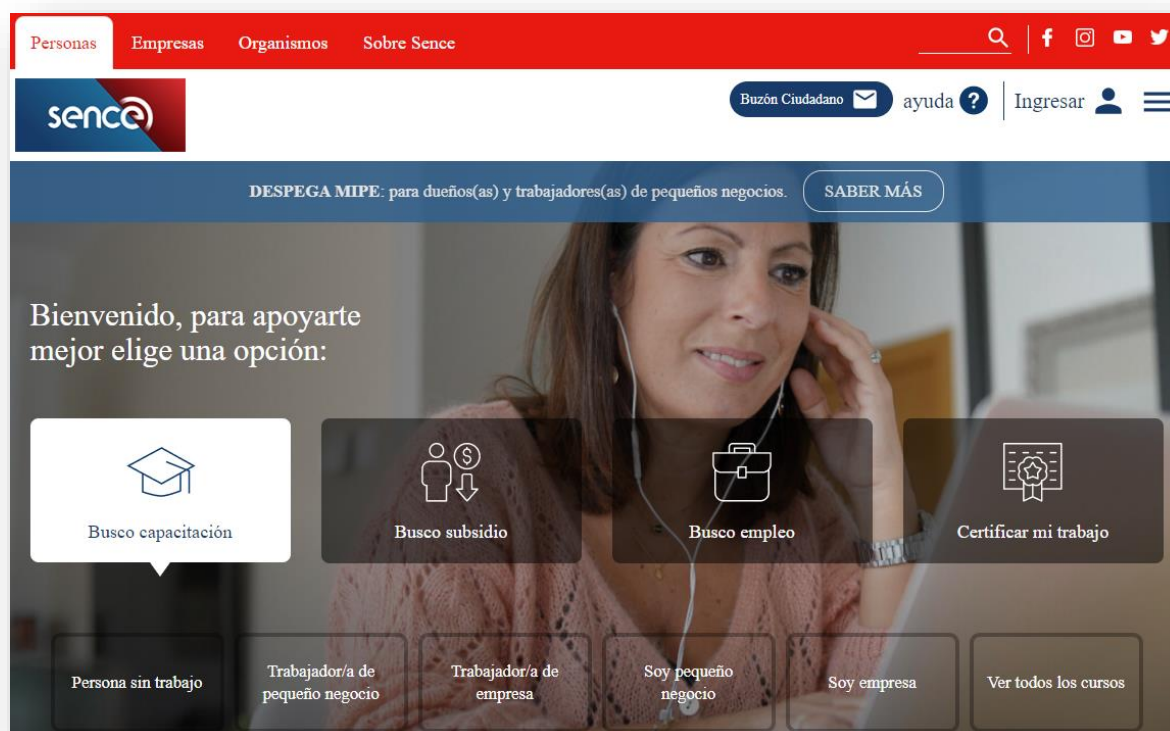 Personas Empresas Organismos Sobre Sence
sence
Buzón Ciudadano ayuda ? Ingresar
DESPEGA MIPE: para dueños(as) y trabajadores(as) de pequeños negocios. SABER MÁS
Bienvenido, para apoyarte
mejor elige una opción:
Busco capacitación
Busco subsidio
Busco empleo
Certificar mi trabajo
Persona sin trabajo
Trabajador/a de
pequeño negocio
Trabajador/a de
empresa
Soy pequeño
negocio
Soy empresa
Ver todos los cursos